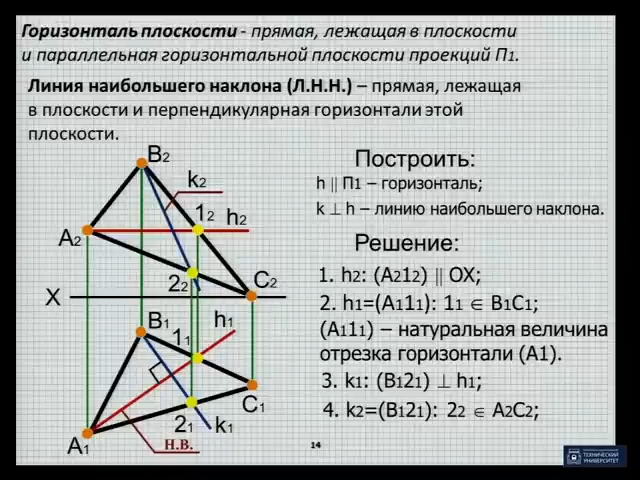 Горизонталь плоскости - прямая, лежащая в плоскости
и параллельная горизонтальной плоскости проекций П1.
Линия наибольшего наклона (Л.Н.Н.) – прямая, лежащая
в плоскости и перпендикулярная горизонтали этой
плоскости.
B2
k2
12
h2
A2
22
C2
X
B1
11
h1
C1
21
k1
A1
Н.В.
Построить:
h || П1 – горизонталь;
k ⊥ h – линию наибольшего наклона.
Решение:
1. h2: (A212) || OX;
2. h1=(A111): 11 ∈ B1C1;
(A111) – натуральная величина
отрезка горизонтали (A1).
3. k1: (B121) ⊥ h1;
4. k2=(B121): 22 ∈ A2C2;
14
ТЕХНИЧЕСКИЙ
УНИВЕРСИТЕТ